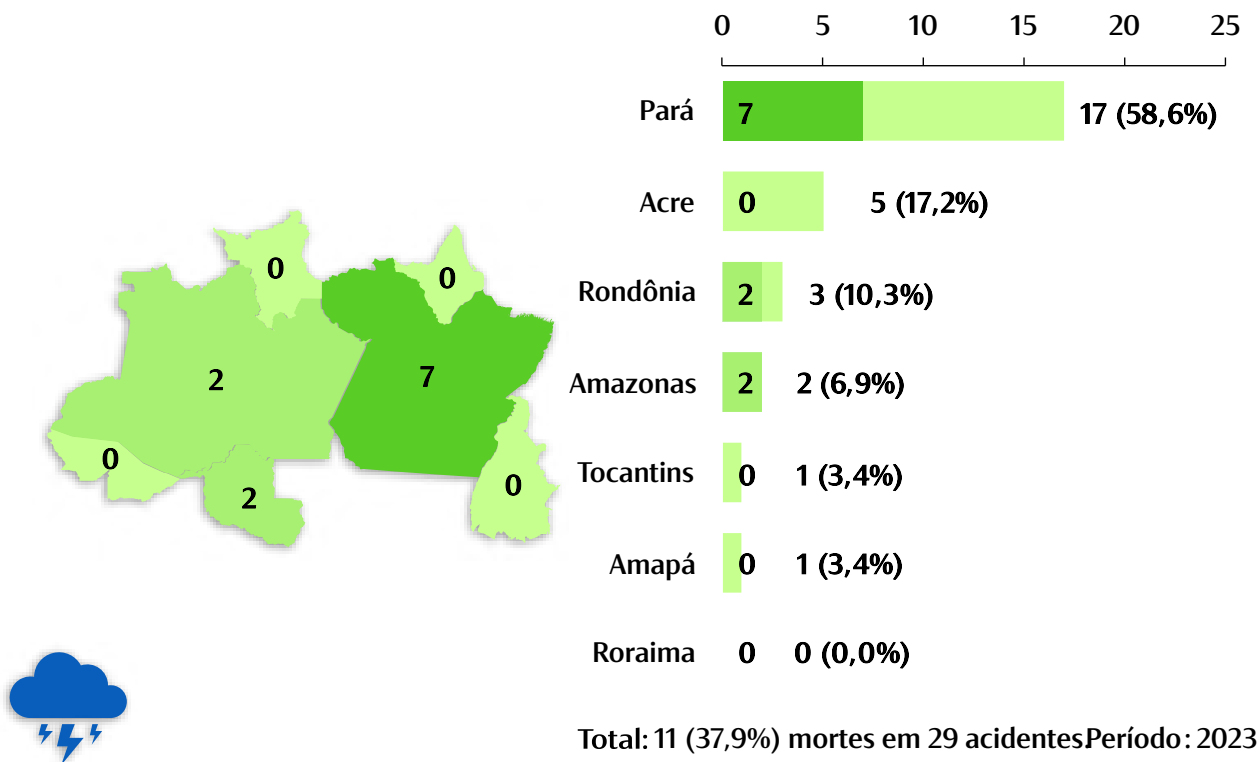 0 5 10 15 20 25
Pará 7 17 (58,6%)
Acre 0 5 (17,2%)
Rondônia 2 3 (10,3%)
Amazonas 2 2 (6,9%)
Tocantins 0 1 (3,4%)
Amapá 0 1 (3,4%)
Roraima 0 0 (0,0%)
0
0
2
7
0
2
0
Total: 11 (37,9%) mortes em 29 acidentes.Período: 2023